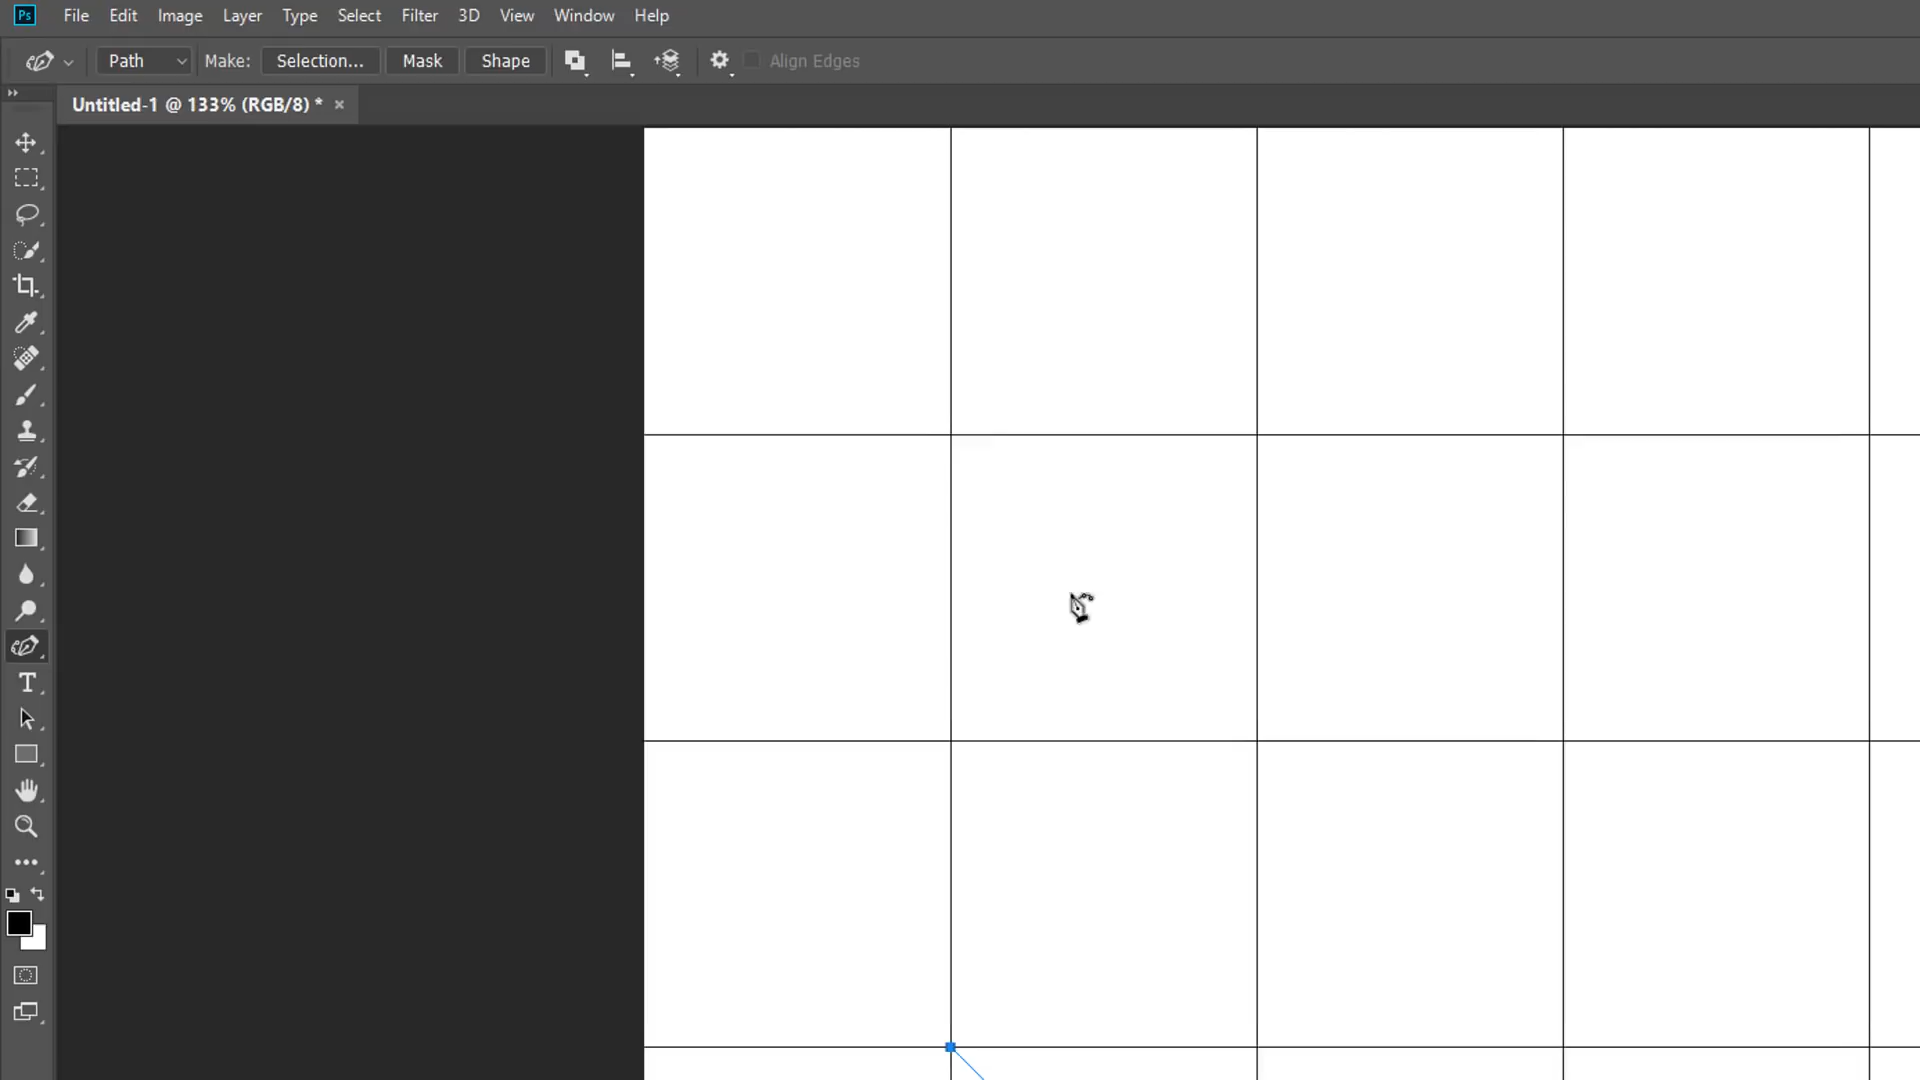 Ps File Edit Image Layer Type Select Filter 3D View Window Help
Path Make: Selection... Mask Shape Align Edges
Untitled-1 @ 133% (RGB/8) * ×
T